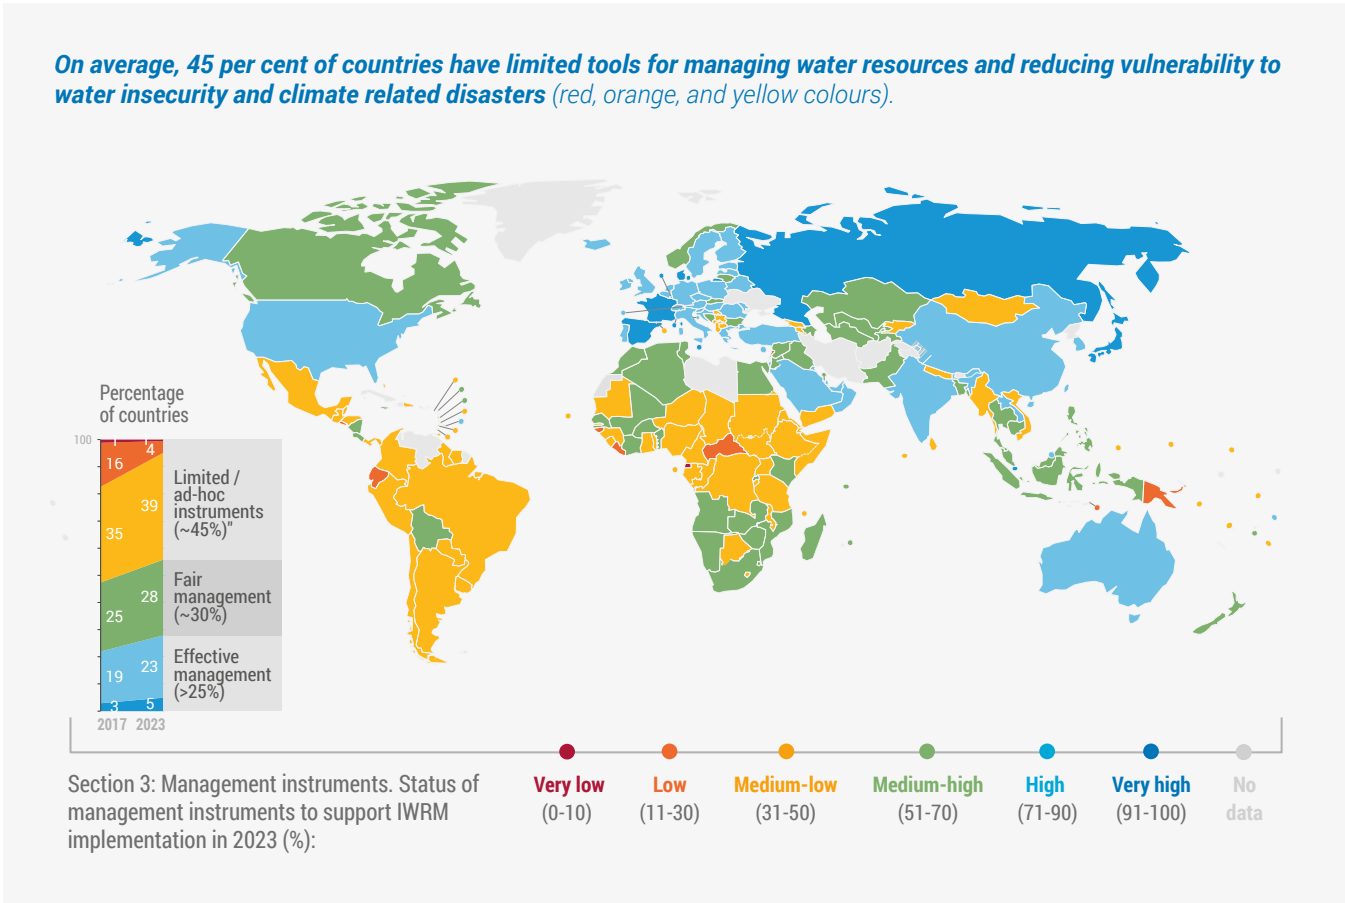 On average, 45 per cent of countries have limited tools for managing water resources and reducing vulnerability to
water insecurity and climate related disasters (red, orange, and yellow colours).
Percentage
of countries
100
1
4
16
39
35
28
25
23
19
3
5
2017 2023
Limited /
ad-hoc
instruments
(~45%)"
Fair
management
(~30%)
Effective
management
(>25%)
Section 3: Management instruments. Status of
management instruments to support IWRM
implementation in 2023 (%):
Very low
(0-10)
Low
(11-30)
Medium-low
(31-50)
Medium-high
(51-70)
High
(71-90)
Very high
(91-100)
No
data